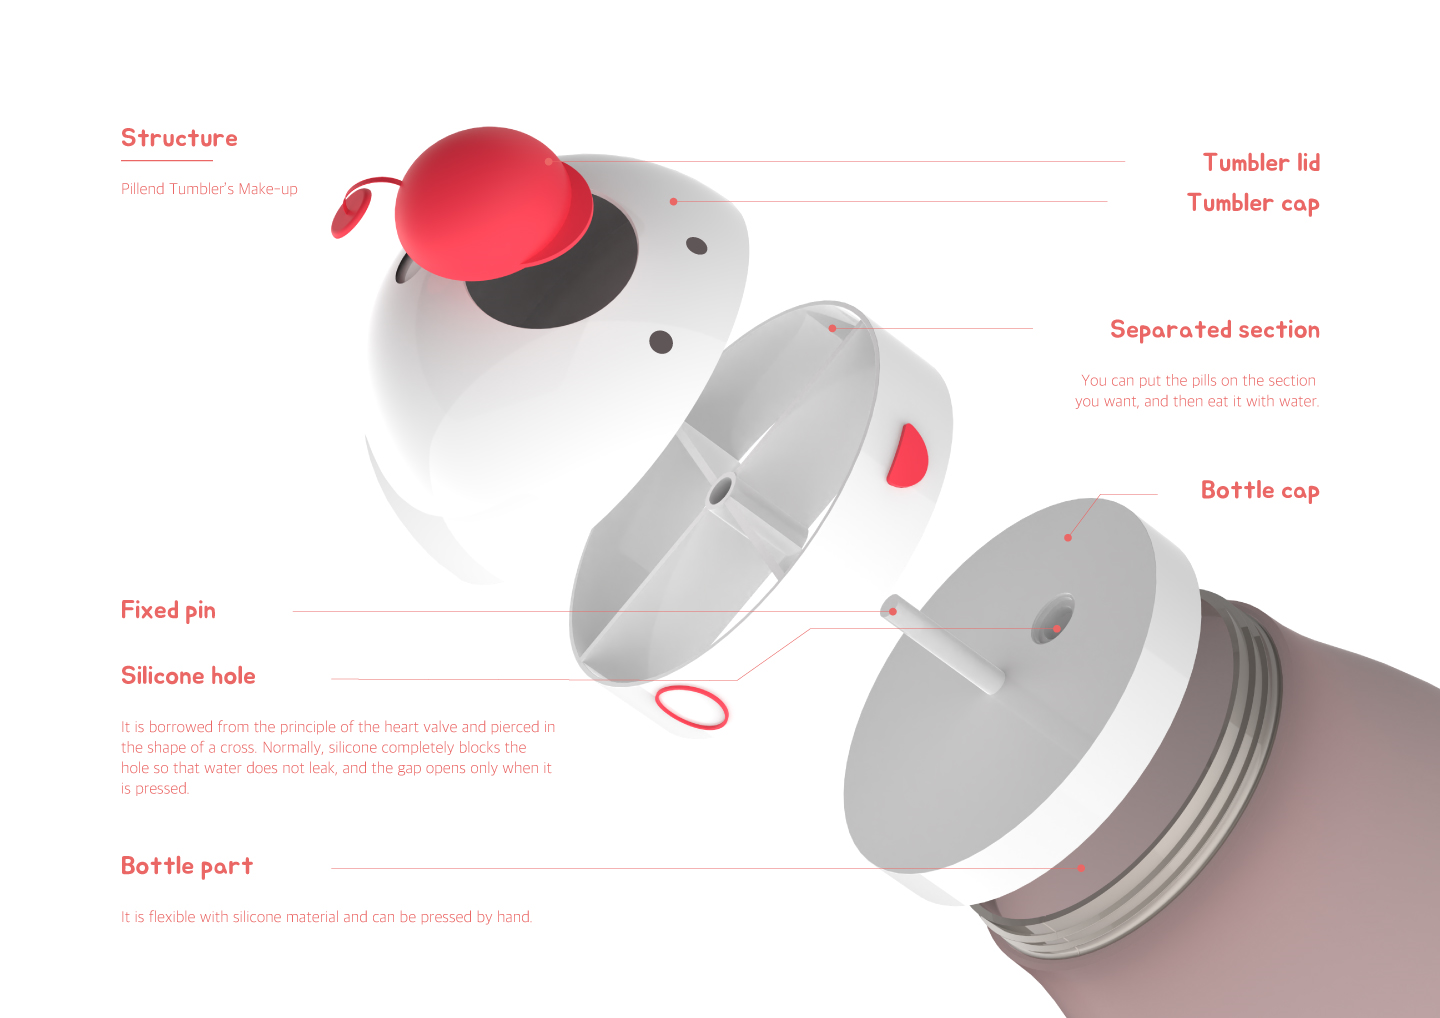 Structure
Pillend Tumbler's Make-up
Tumbler lid
Tumbler cap
Separated section
You can put the pills on the section
you want, and then eat it with water.
Bottle cap
Fixed pin
Silicone hole
It is borrowed from the principle of the heart valve and pierced in
the shape of a cross. Normally, silicone completely blocks the
hole so that water does not leak, and the gap opens only when it
is pressed.
Bottle part
It is flexible with silicone material and can be pressed by hand.